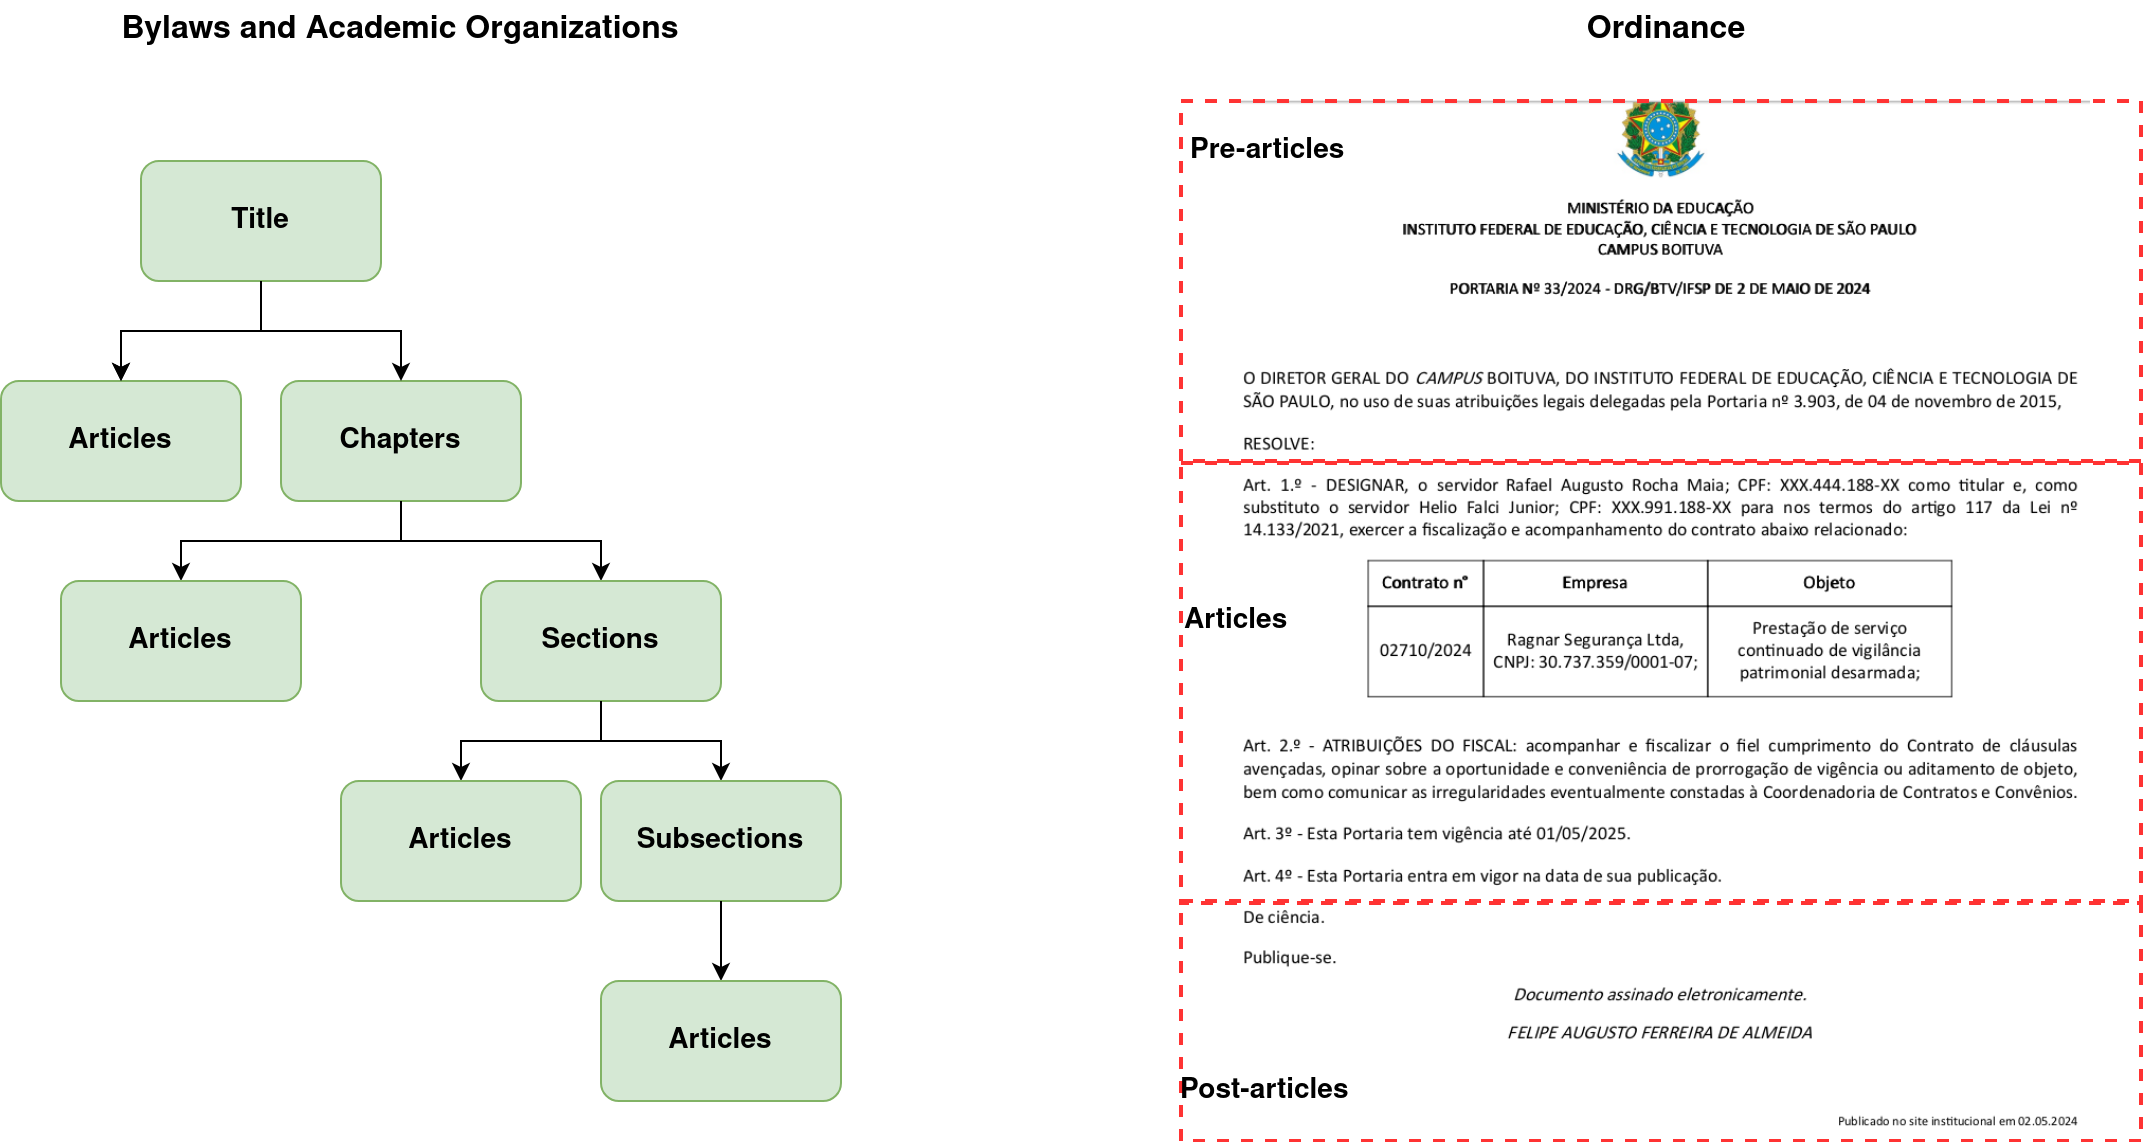 Bylaws and Academic Organizations
Title
Articles
Chapters
Articles
Sections
Articles
Subsections
Articles
Ordinance
Pre-articles
MINISTÉRIO DA EDUCAÇÃO
INSTITUTO FEDERAL DE EDUCAÇÃO, CIÊNCIA E TECNOLOGIA DE SÃO PAULO
CAMPUS BOITUVA
PORTARIA Nº 33/2024 - DRG/BTV/IFSP DE 2 DE MAIO DE 2024
O DIRETOR GERAL DO CAMPUS BOITUVA, DO INSTITUTO FEDERAL DE EDUCAÇÃO, CIÊNCIA E TECNOLOGIA DE
SÃO PAULO, no uso de suas atribuições legais delegadas pela Portaria nº 3.903, de 04 de novembro de 2015,
RESOLVE:
Articles
Art. 1.º - DESIGNAR, o servidor Rafael Augusto Rocha Maia; CPF: XXX.444.188-XX como titular e, como
substituto o servidor Helio Falci Junior; CPF: XXX.991.188-XX para nos termos do artigo 117 da Lei nº
14.133/2021, exercer a fiscalização e acompanhamento do contrato abaixo relacionado:
Contrato n° Empresa Objeto
02710/2024
Ragnar Segurança Ltda,
CNPJ: 30.737.359/0001-07;
Prestação de serviço
continuado de vigilância
patrimonial desarmada;
Art. 2.º - ATRIBUIÇÕES DO FISCAL: acompanhar e fiscalizar o fiel cumprimento do Contrato de cláusulas
avençadas, opinar sobre a oportunidade e conveniência de prorrogação de vigência ou aditamento de objeto,
bem como comunicar as irregularidades eventualmente constadas à Coordenadoria de Contratos e Convênios.
Art. 3º - Esta Portaria tem vigência até 01/05/2025.
Art. 4º - Esta Portaria entra em vigor na data de sua publicação.
De ciência.
Publique-se.
Documento assinado eletronicamente.
FELIPE AUGUSTO FERREIRA DE ALMEIDA
Post-articles
Publicado no site institucional em 02.05.2024